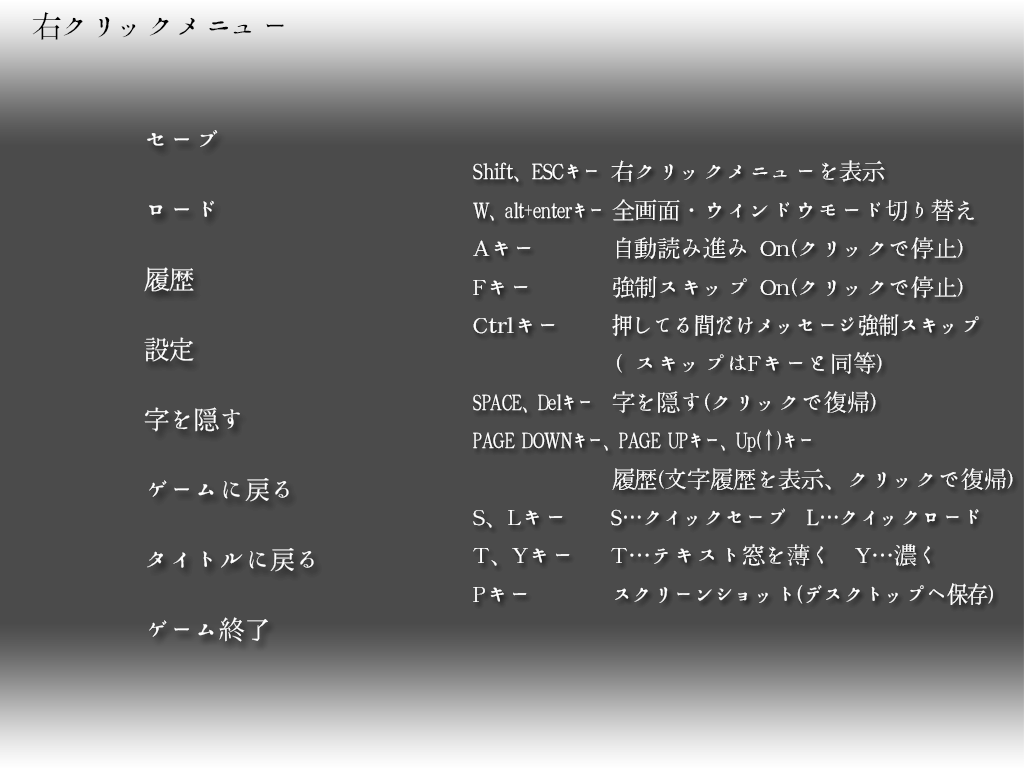 右クリックメニュー
セーブ
ロード
履歴
設定
字を隠す
ゲームに戻る
タイトルに戻る
ゲーム終了
Shift、ESCキー 右クリックメニューを表示
W、alt+enterキー 全画面・ウインドウモード切り替え
Aキー 自動読み進み On(クリックで停止)
Fキー 強制スキップ On(クリックで停止)
Ctrlキー 押してる間だけメッセージ強制スキップ
( スキップはFキーと同等)
SPACE、Delキー 字を隠す(クリックで復帰)
PAGE DOWNキー、PAGE UPキー、Up(↑)キー
履歴(文字履歴を表示、クリックで復帰)
S、Lキー S…クイックセーブ L…クイックロード
T、Yキー T…テキスト窓を薄く Y…濃く
Pキー スクリーンショット(デスクトップへ保存)